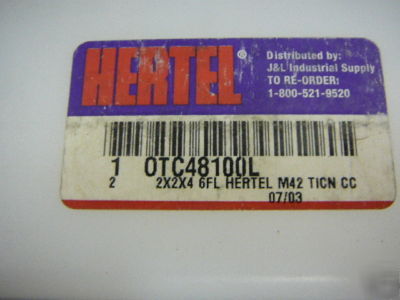 HERTEL®
Distributed by:
J&L Industrial Supply
TO RE-ORDER:
1-800-521-9520
1 OTC48100L
2 2X2X4 6FL HERTEL M42 TICN CC
07/03